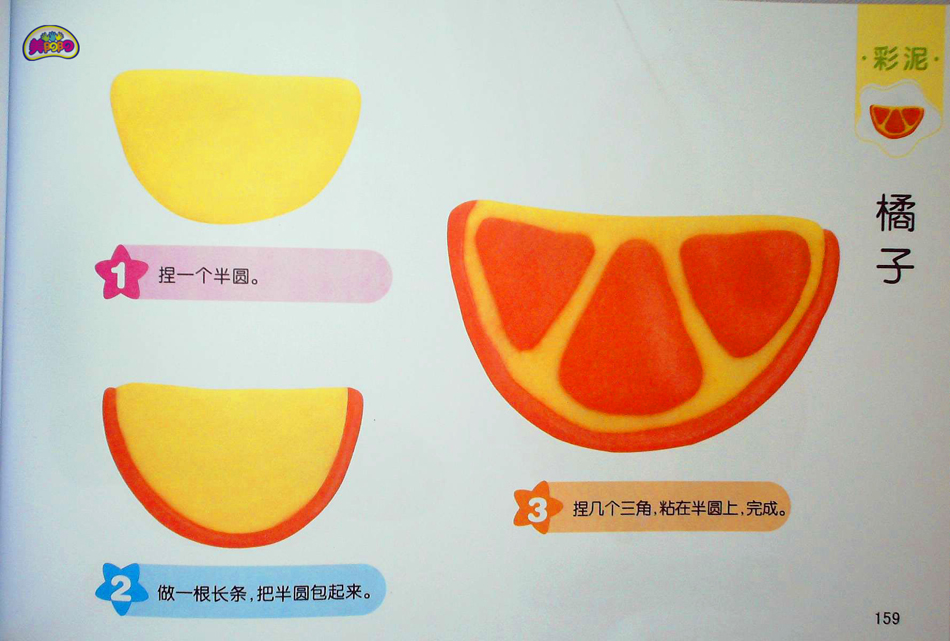 彩泥
橘子
1 捏一个半圆。
2 做一根长条,把半圆包起来。
3 捏几个三角,粘在半圆上,完成。
159